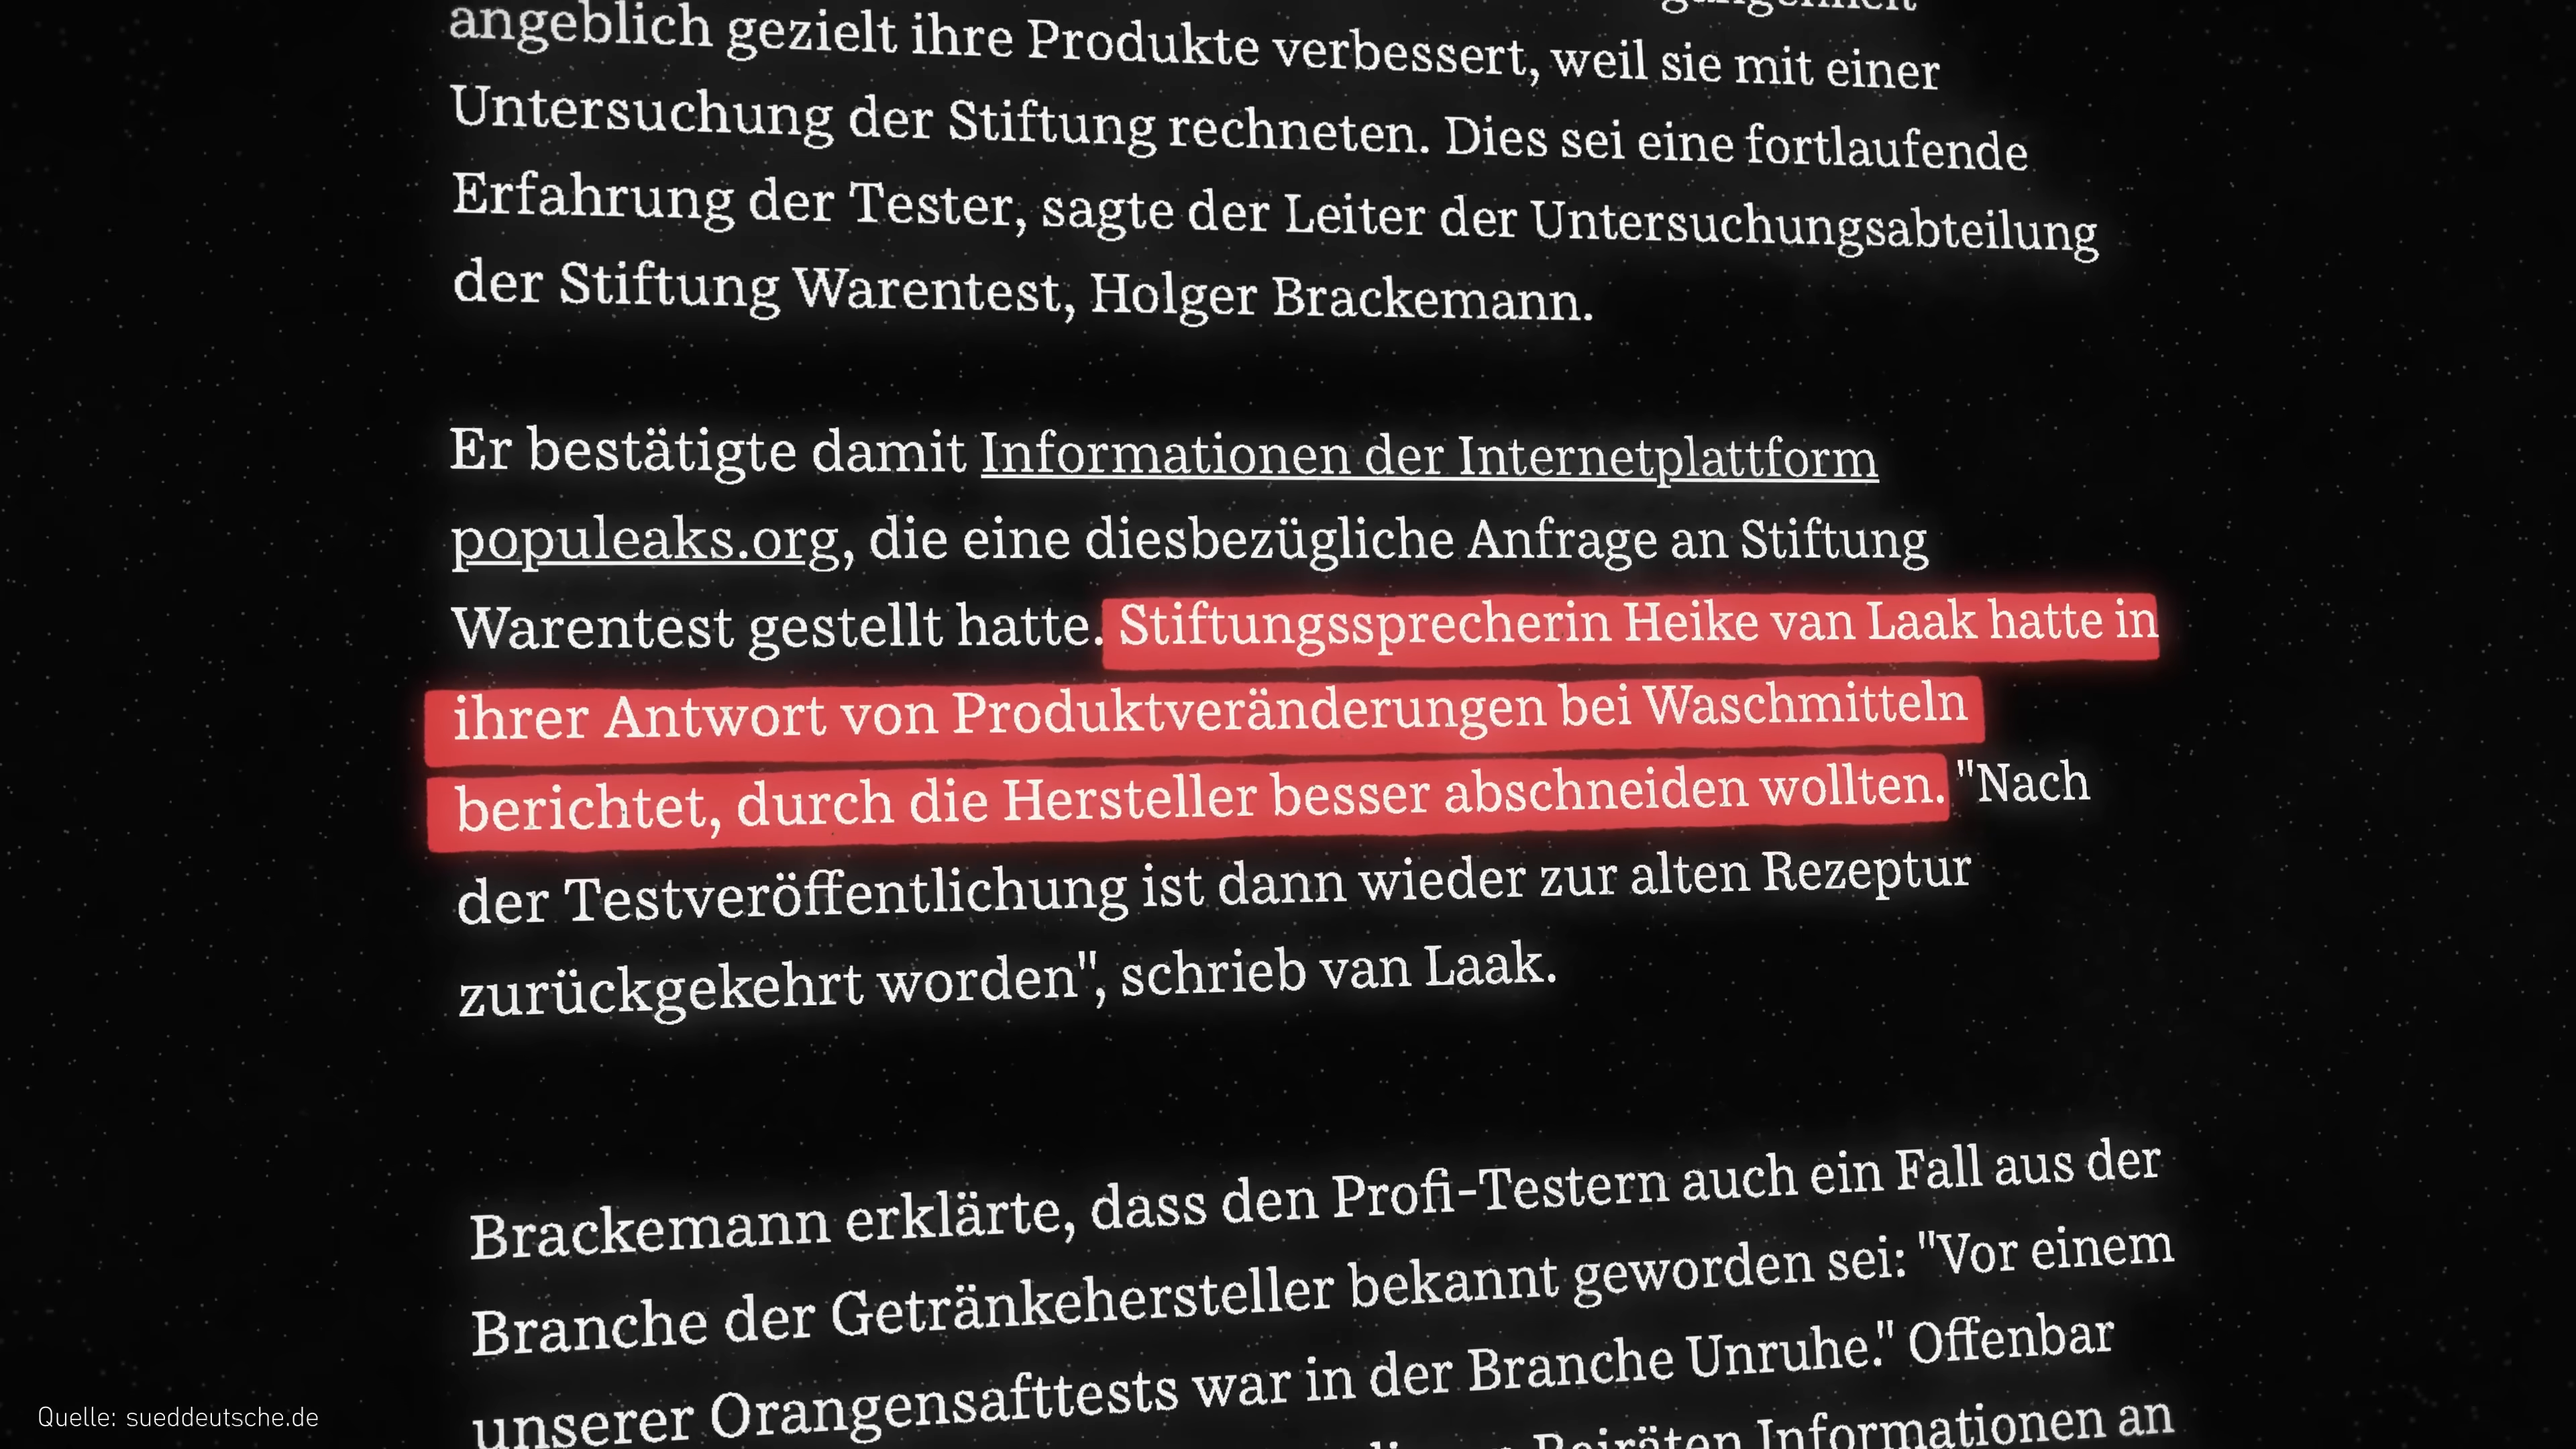 angeblich gezielt ihre Produkte verbessert, weil sie mit einer
Untersuchung der Stiftung rechneten. Dies sei eine fortlaufende
Erfahrung der Tester, sagte der Leiter der Untersuchungsabteilung
der Stiftung Warentest, Holger Brackemann.
Er bestätigte damit Informationen der Internetplattform
populeaks.org, die eine diesbezügliche Anfrage an Stiftung
Warentest gestellt hatte. Stiftungssprecherin Heike van Laak hatte in
ihrer Antwort von Produktveränderungen bei Waschmitteln
berichtet, durch die Hersteller besser abschneiden wollten. "Nach
der Testveröffentlichung ist dann wieder zur alten Rezeptur
zurückgekehrt worden", schrieb van Laak.
Brackemann erklärte, dass den Profi-Testern auch ein Fall aus der
Branche der Getränkehersteller bekannt geworden sei: "Vor einem
unserer Orangensafttests war in der Branche Unruhe." Offenbar
Beiräten Informationen an
Quelle: sueddeutsche.de